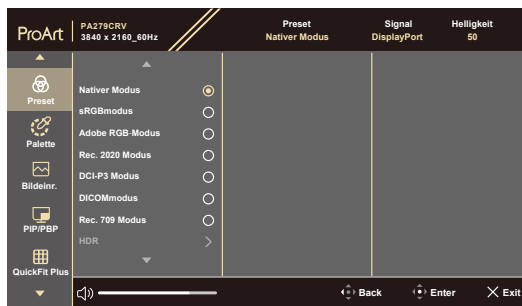 ProArt
PA279CRV
3840 x 2160_60Hz
Preset
Nativer Modus
Signal
DisplayPort
Helligkeit
50
Preset
Palette
Bildeinr.
PIP/PBP
QuickFit Plus
Nativer Modus
sRGBmodus
Adobe RGB-Modus
Rec. 2020 Modus
DCI-P3 Modus
DICOMmodus
Rec. 709 Modus
HDR
Back
Enter
Exit